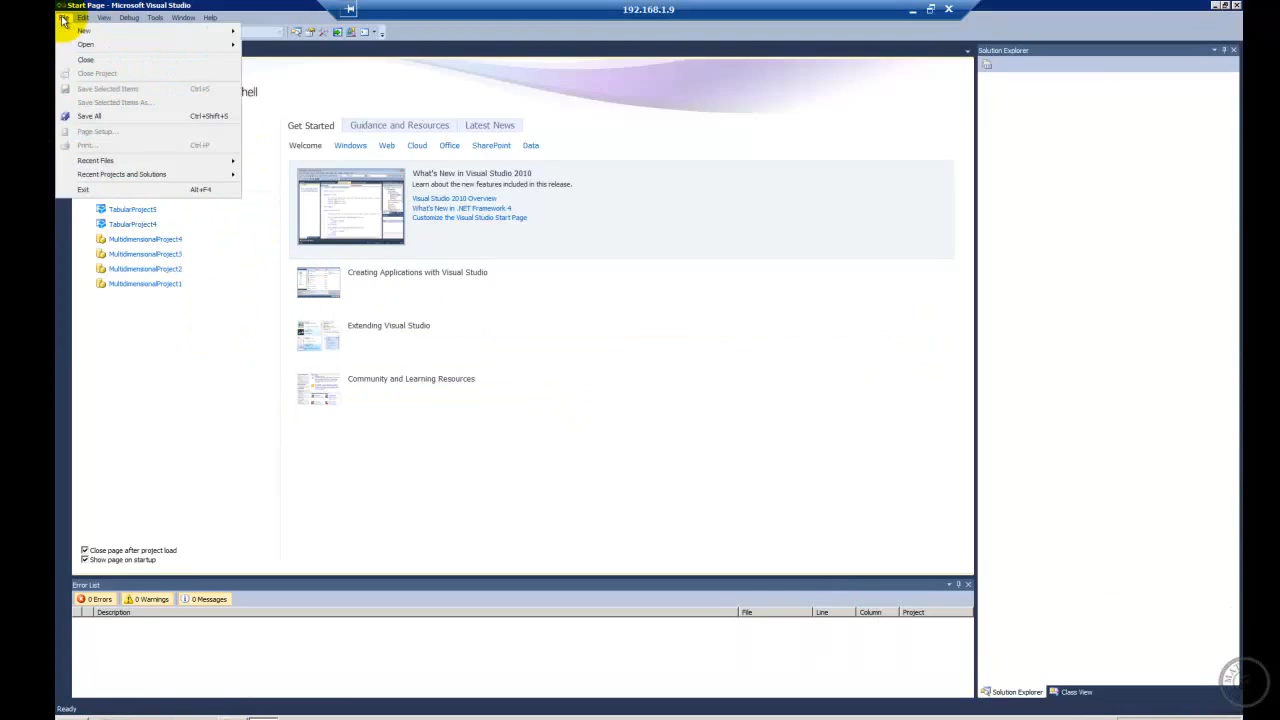 Start Page - Microsoft Visual Studio
192.168.1.9
File Edit View Debug Tools Window Help
New
Open
Close
Close Project
Save Selected Items Ctrl+S
Save Selected Items As...
Save All Ctrl+Shift+S
Page Setup...
Print... Ctrl+P
Recent Files
Recent Projects and Solutions
Exit Alt+F4
hell
TabularProject5
TabularProject4
MultidimensionalProject4
MultidimensionalProject3
MultidimensionalProject2
MultidimensionalProject1
Close page after project load
Show page on startup
Get Started Guidance and Resources Latest News
Welcome Windows Web Cloud Office SharePoint Data
What's New in Visual Studio 2010
Learn about the new features included in this release.
Visual Studio 2010 Overview
What's New in .NET Framework 4
Customize the Visual Studio Start Page
Creating Applications with Visual Studio
Extending Visual Studio
Community and Learning Resources
Solution Explorer
Error List
0 Errors 0 Warnings 0 Messages
Description File Line Column Project
Solution Explorer Class View
Ready